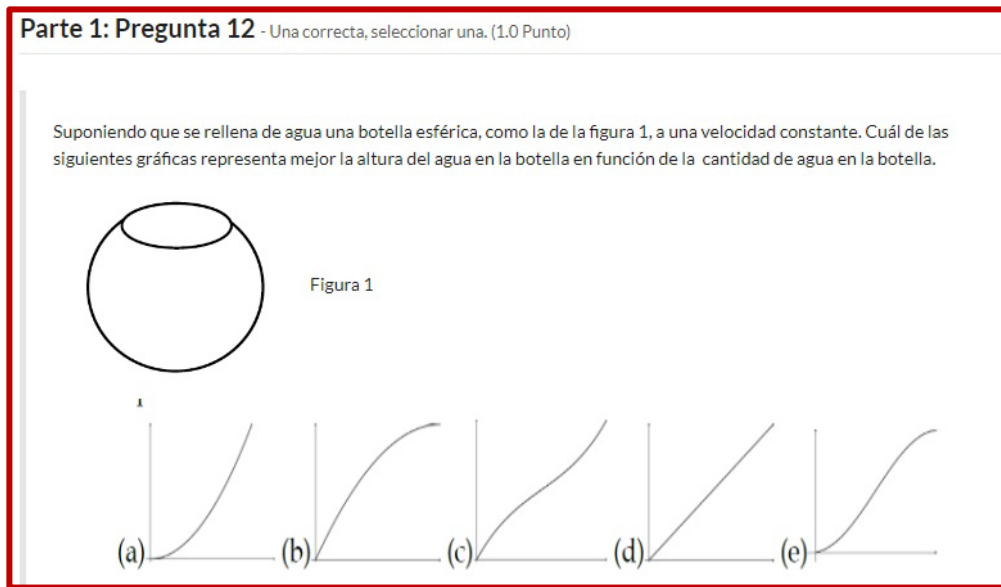 Parte 1: Pregunta 12 - Una correcta, seleccionar una. (1.0 Punto)
Suponiendo que se rellena de agua una botella esférica, como la de la figura 1, a una velocidad constante. Cuál de las
siguientes gráficas representa mejor la altura del agua en la botella en función de la cantidad de agua en la botella.
Figura 1
(a) (b) (c) (d) (e)